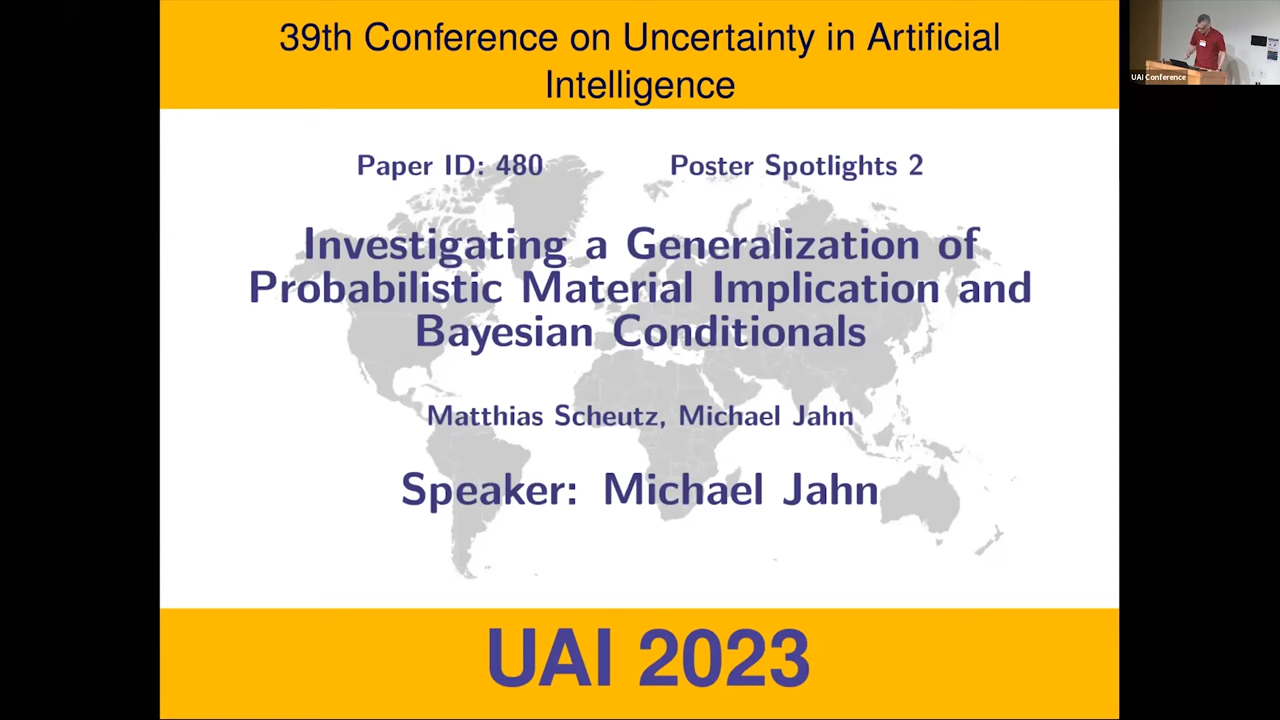 39th Conference on Uncertainty in Artificial
Intelligence
UAI Conference
Paper ID: 480
Poster Spotlights 2
Investigating a Generalization of
Probabilistic Material Implication and
Bayesian Conditionals
Matthias Scheutz, Michael Jahn
Speaker: Michael Jahn
UAI 2023